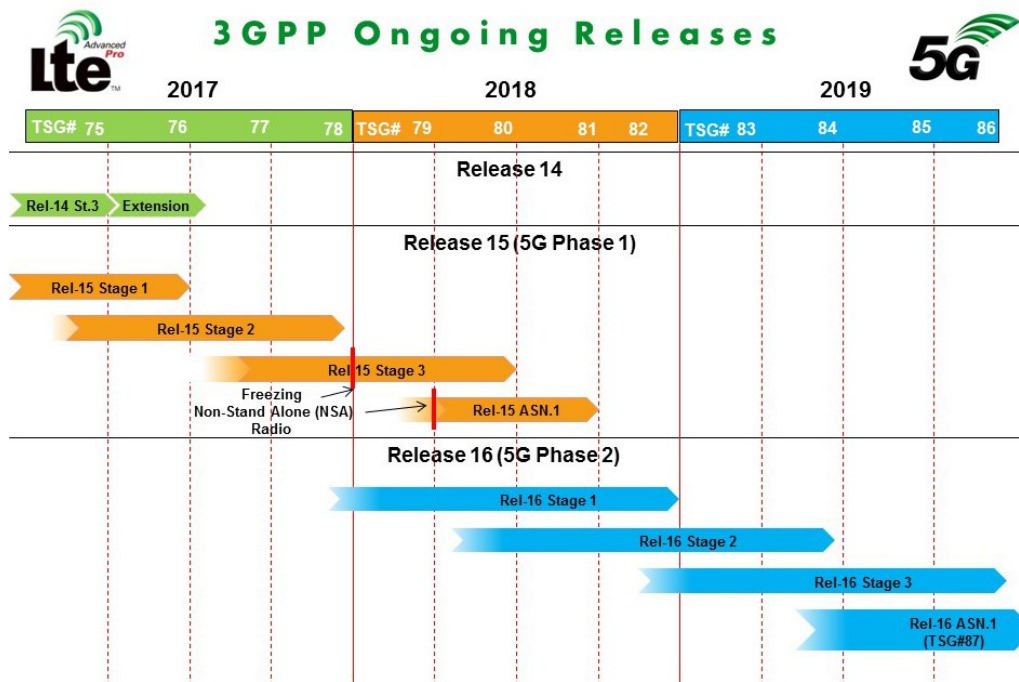 3GPP Ongoing Releases
LTE Advanced Pro TM
5G
2017 2018 2019
TSG# 75 76 77 78 TSG# 79 80 81 82 TSG# 83 84 85 86
Release 14
Rel-14 St.3 Extension
Release 15 (5G Phase 1)
Rel-15 Stage 1
Rel-15 Stage 2
Rel-15 Stage 3
Freezing
Non-Stand Alone (NSA)
Radio
Rel-15 ASN.1
Release 16 (5G Phase 2)
Rel-16 Stage 1
Rel-16 Stage 2
Rel-16 Stage 3
Rel-16 ASN.1
(TSG#87)